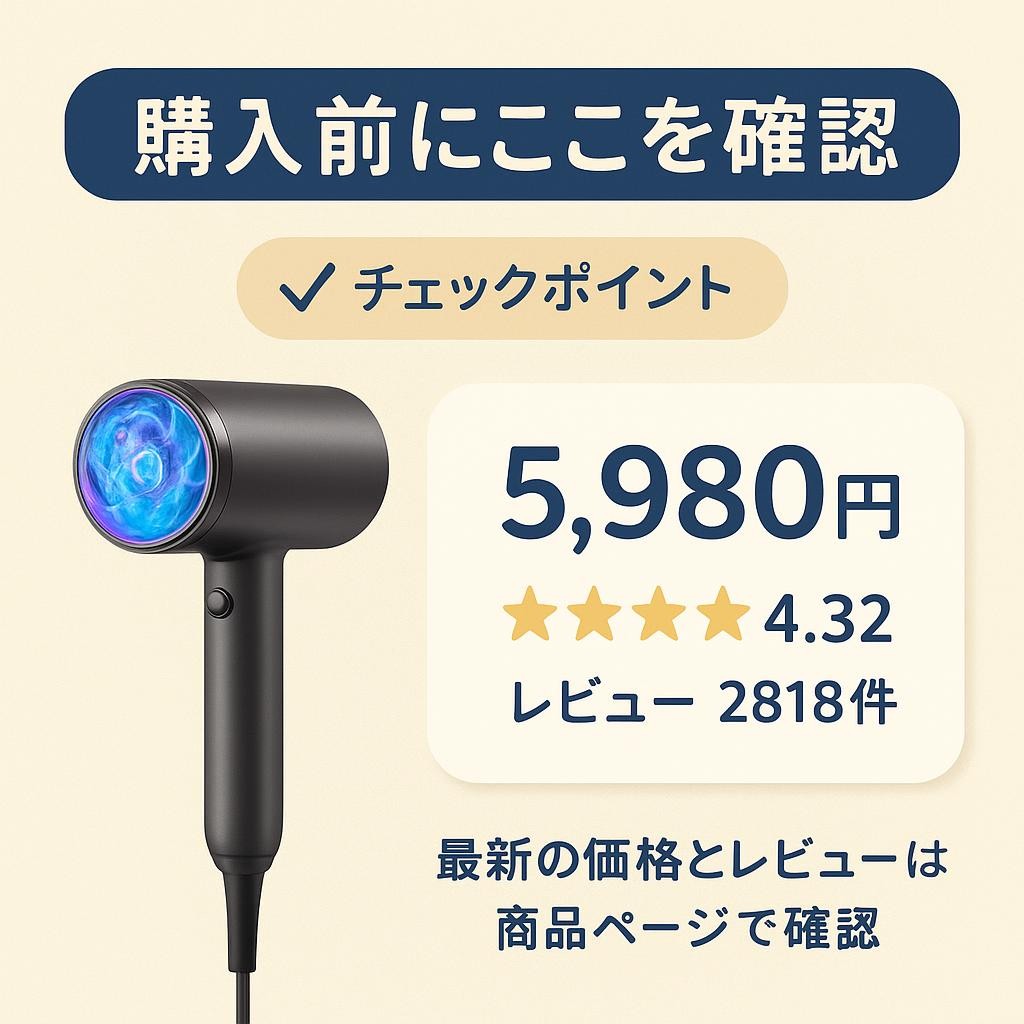 購入前にここを確認
✓ チェックポイント
5,980円
★★★★ 4.32
レビュー 2818件
最新の価格とレビューは
商品ページで確認